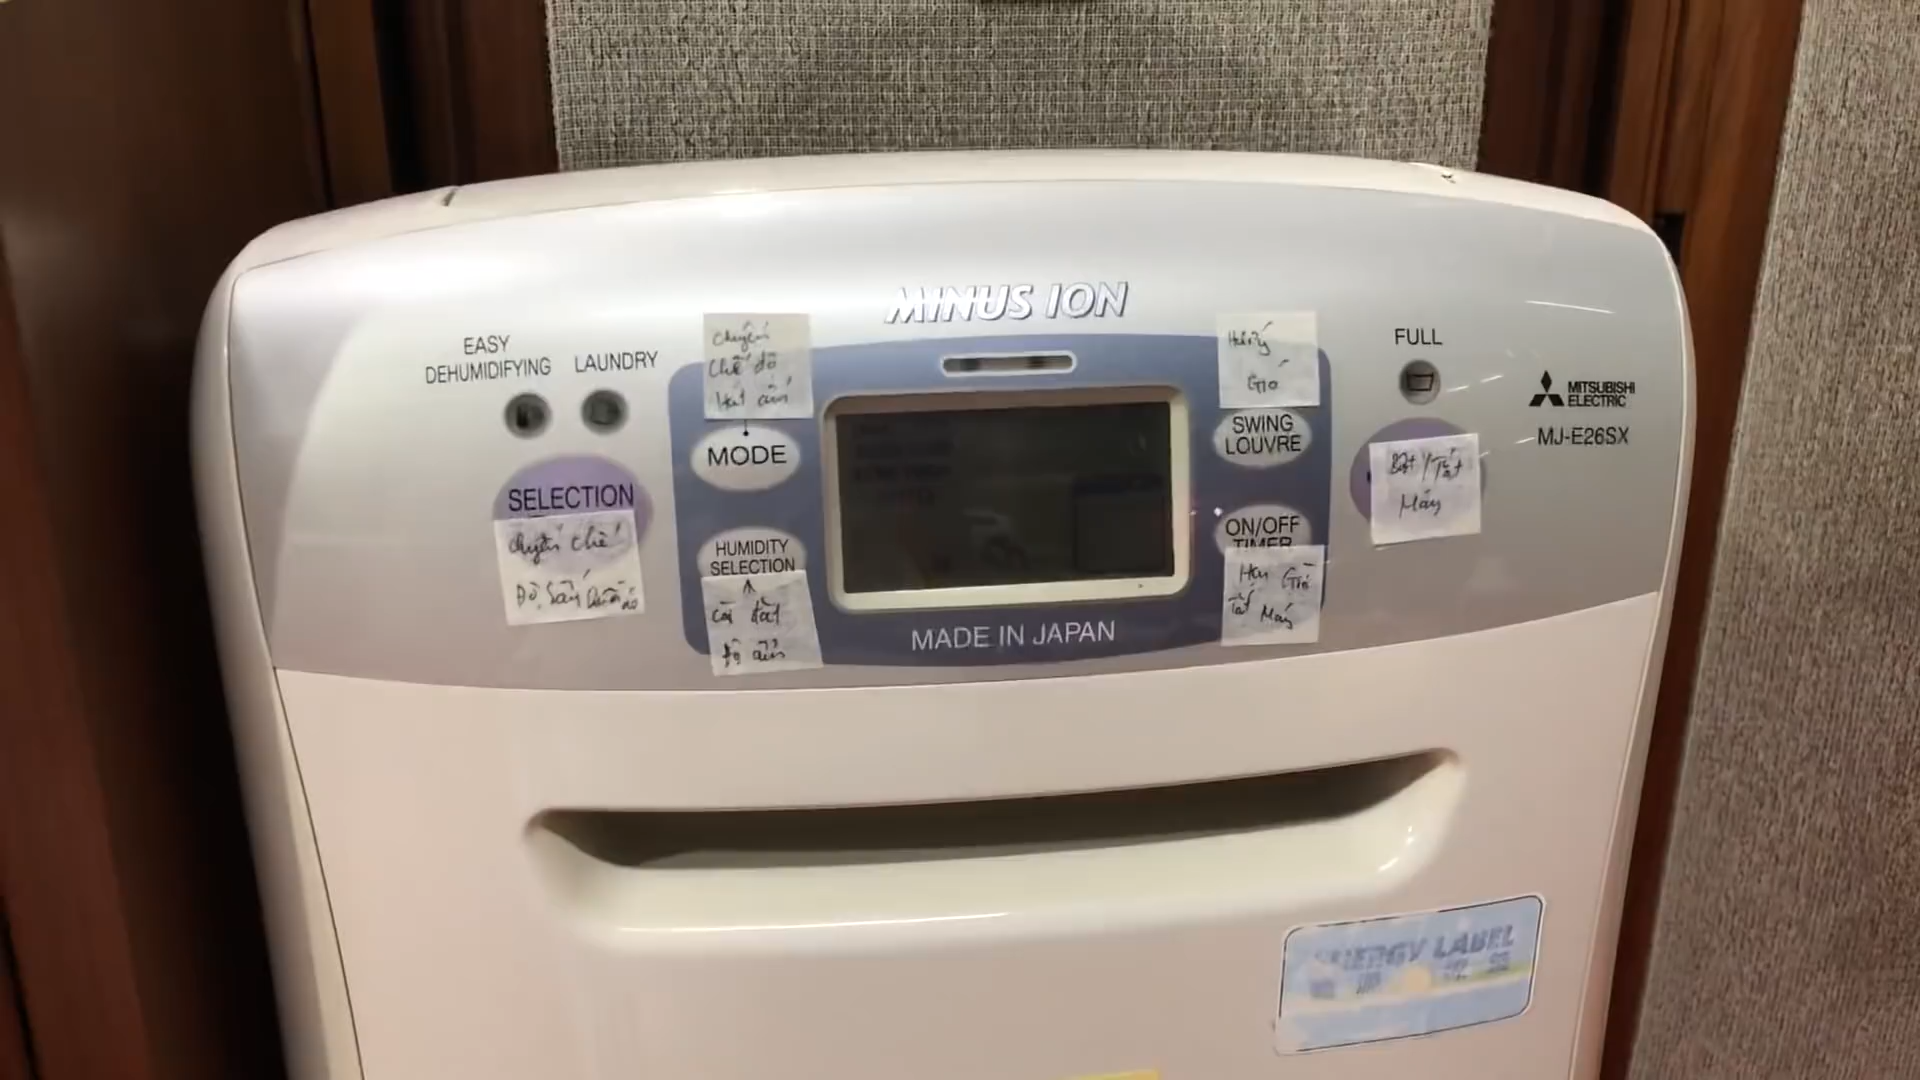 MINUS ION
EASY
DEHUMIDIFYING
LAUNDRY
SELECTION
chuyển chế
Độ, Sấy Quần áo
chuyển
chế độ
Hút ẩm
MODE
HUMIDITY
SELECTION
Cài đặt
Độ ẩm
MADE IN JAPAN
Hướng
Gió
SWING
LOUVRE
ON/OFF
TIMER
Hẹn Giờ
Tắt Máy
FULL
Bật/Tắt
Máy
MITSUBISHI
ELECTRIC
MJ-E26SX
ENERGY LABEL